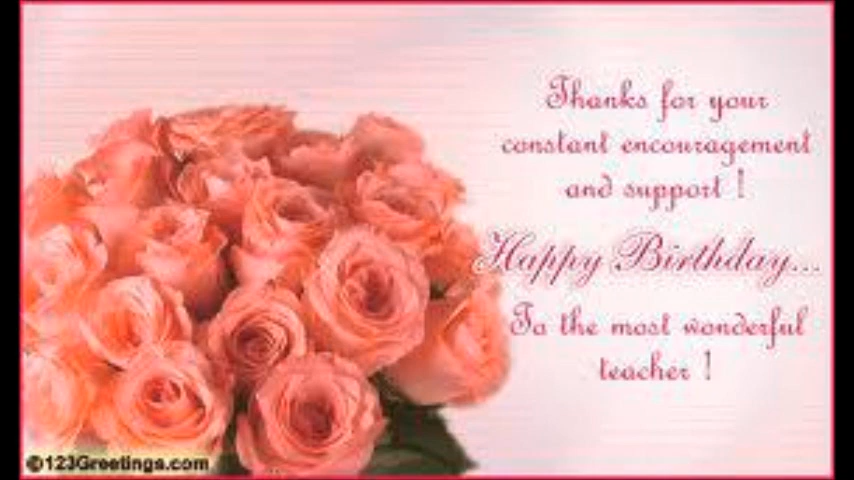 Thanks for your
constant encouragement
and support !
Happy Birthday...
To the most wonderful
teacher !
©123Greetings.com